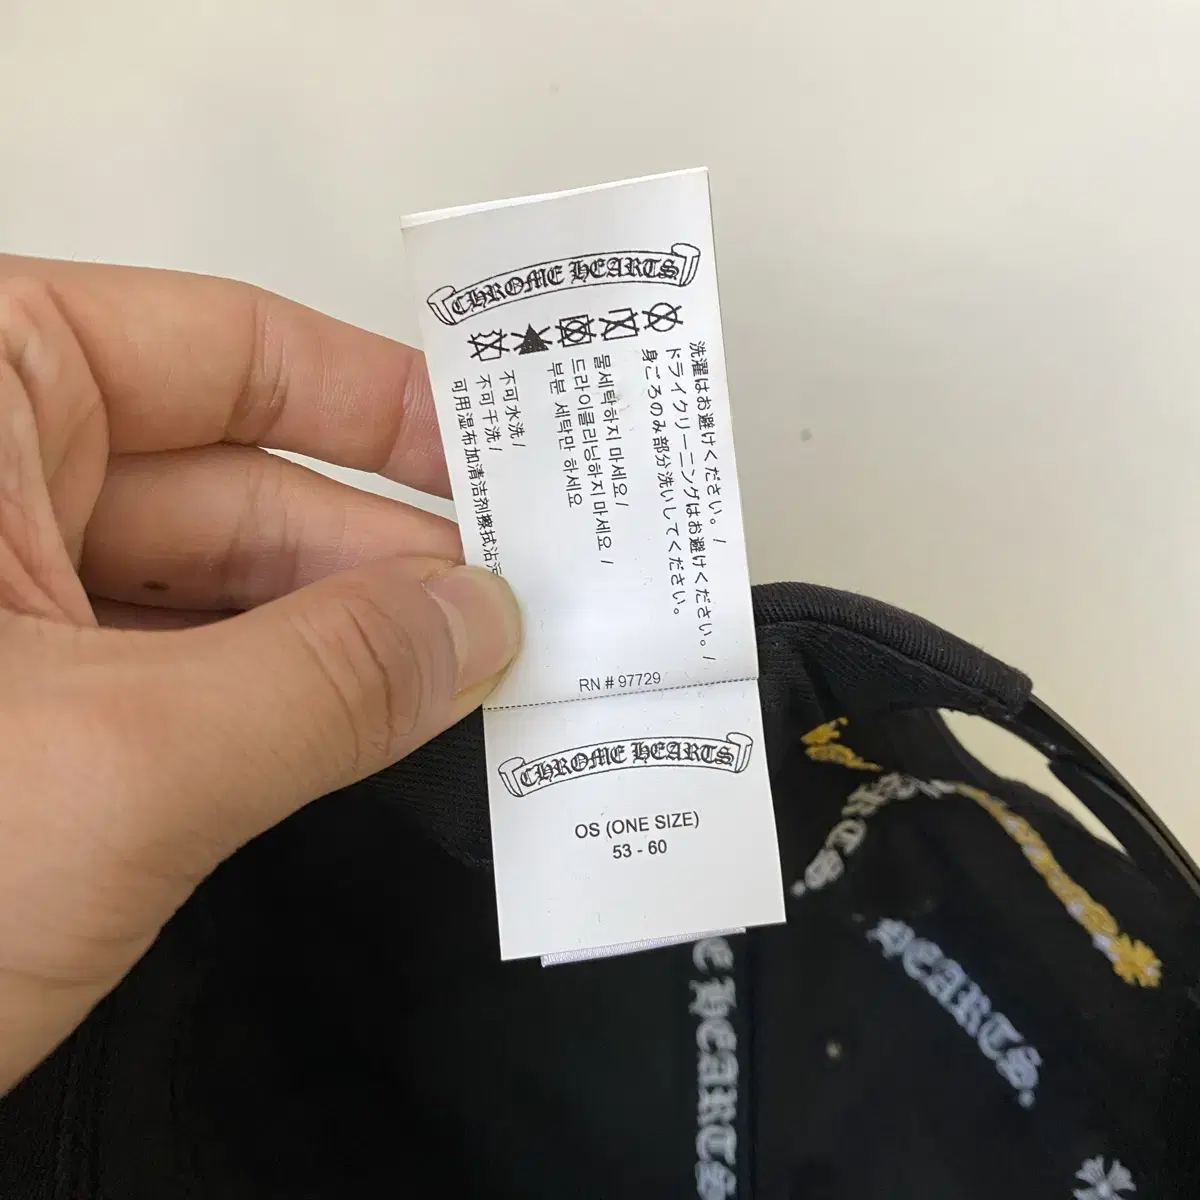 CHROME HEARTS
洗濯はお避けください。/
ドライクリーニングはお避けください。/
身ごろのみ部分洗いしてください。
물세탁하지 마세요 /
드라이클리닝하지 마세요 /
부분 세탁만 하세요
不可水洗 /
不可干洗 /
可用湿布加清洁剂擦拭沾污
RN # 97729
CHROME HEARTS
OS (ONE SIZE)
53 - 60
HEARTS.
E HEARTS